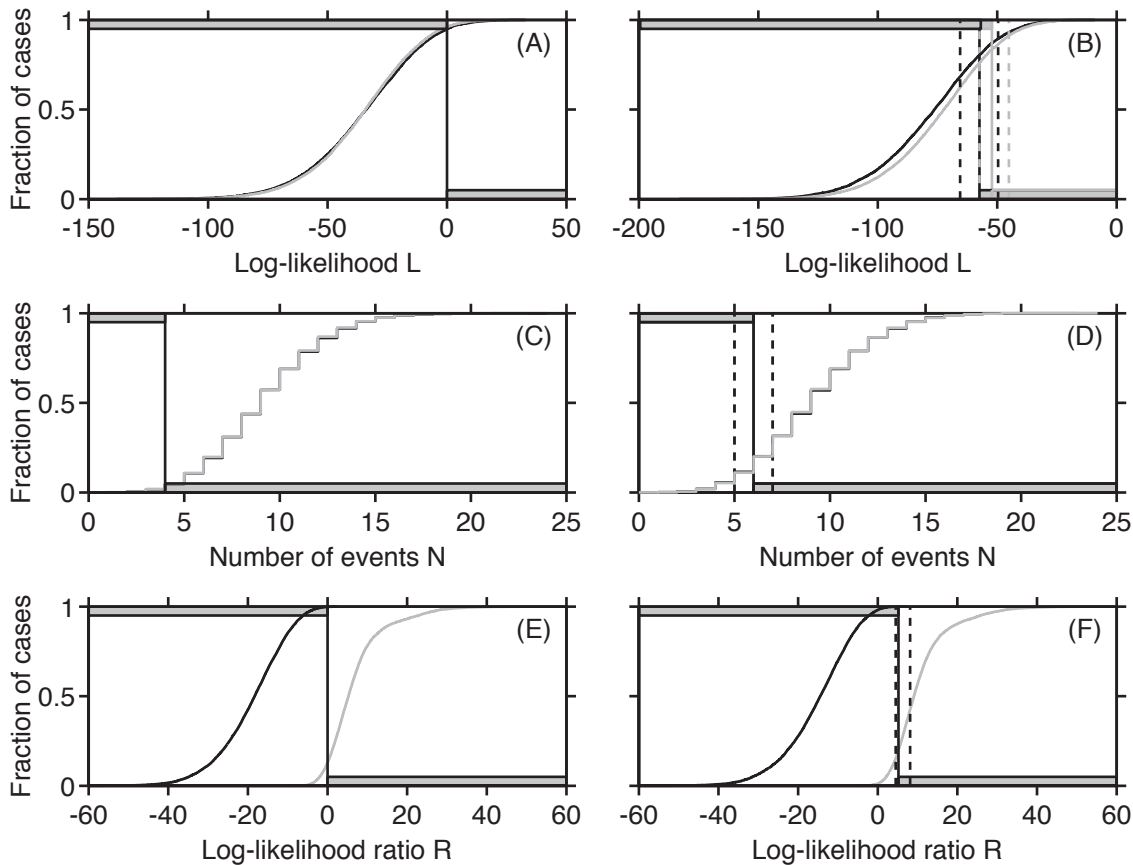 Fraction of cases
1
0.5
0
(A)
-150 -100 -50 0 50
Log-likelihood L
(B)
-200 -150 -100 -50 0
Log-likelihood L
Fraction of cases
1
0.5
0
(C)
0 5 10 15 20 25
Number of events N
(D)
0 5 10 15 20 25
Number of events N
Fraction of cases
1
0.5
0
(E)
-60 -40 -20 0 20 40 60
Log-likelihood ratio R
(F)
-60 -40 -20 0 20 40 60
Log-likelihood ratio R